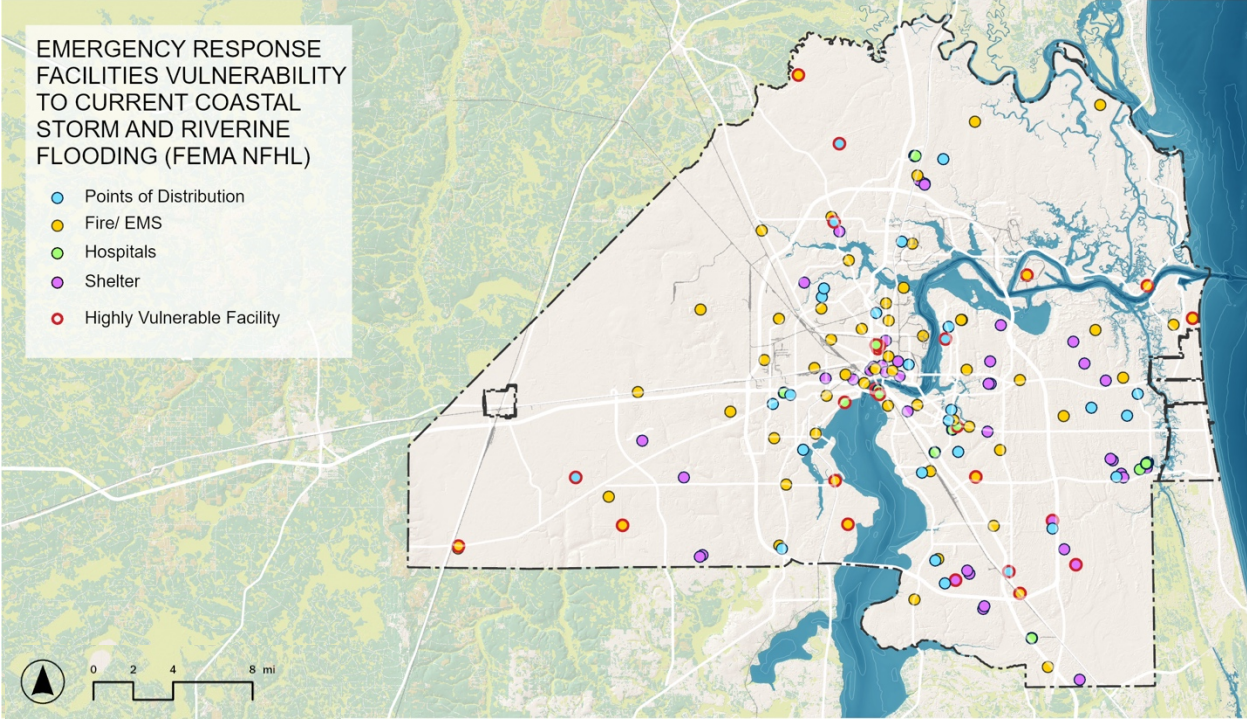 EMERGENCY RESPONSE
FACILITIES VULNERABILITY
TO CURRENT COASTAL
STORM AND RIVERINE
FLOODING (FEMA NFHL)
Points of Distribution
Fire/ EMS
Hospitals
Shelter
Highly Vulnerable Facility
0 2 4 8 mi